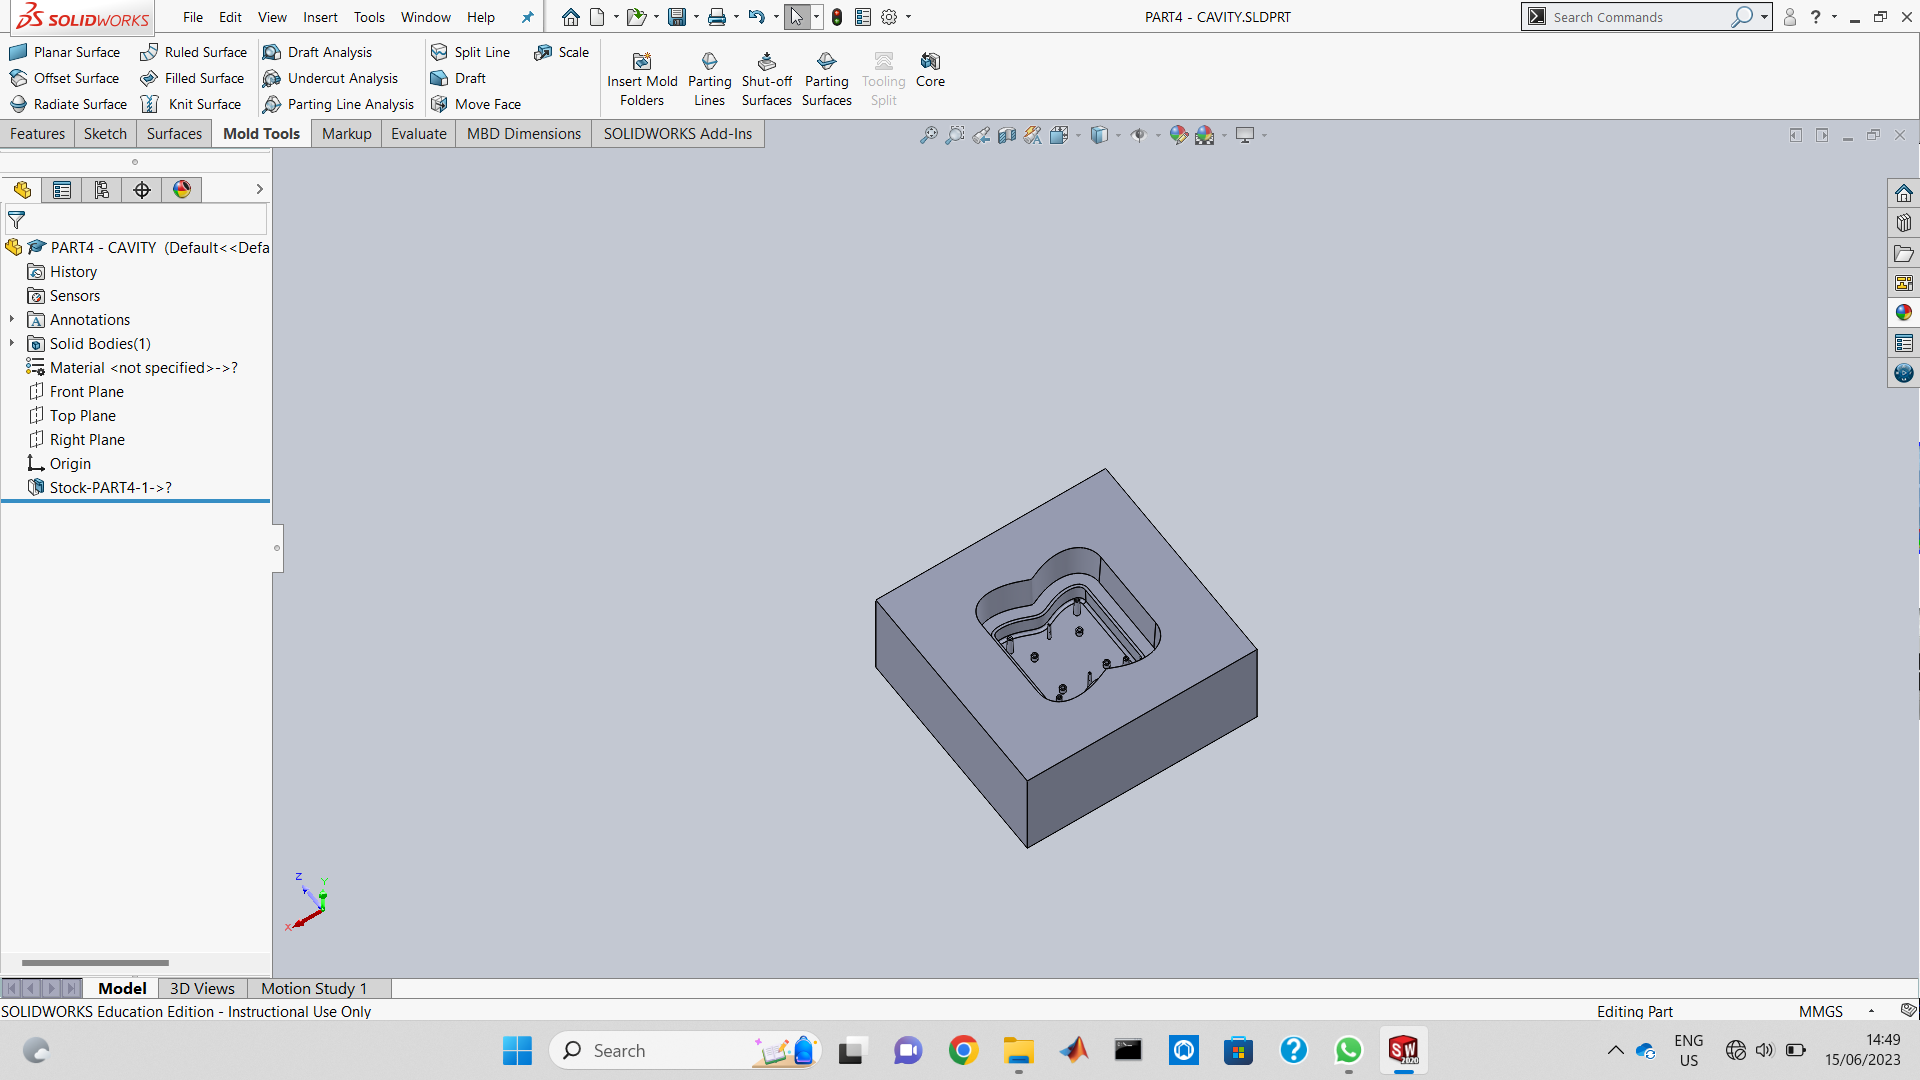 SOLIDWORKS
File Edit View Insert Tools Window Help
PART4 - CAVITY.SLDPRT
Search Commands
?
Planar Surface Ruled Surface Draft Analysis Split Line Scale
Offset Surface Filled Surface Undercut Analysis Draft
Radiate Surface Knit Surface Parting Line Analysis Move Face
Insert Mold Folders
Parting Lines
Shut-off Surfaces
Parting Surfaces
Tooling Split
Core
Features Sketch Surfaces Mold Tools Markup Evaluate MBD Dimensions SOLIDWORKS Add-Ins
PART4 - CAVITY (Default<<Defa
History
Sensors
Annotations
Solid Bodies(1)
Material <not specified>->?
Front Plane
Top Plane
Right Plane
Origin
Stock-PART4-1->?
Z
Y
X
Model 3D Views Motion Study 1
SOLIDWORKS Education Edition - Instructional Use Only
Editing Part
MMGS
Search
SW
2020
ENG
US
14:49
15/06/2023